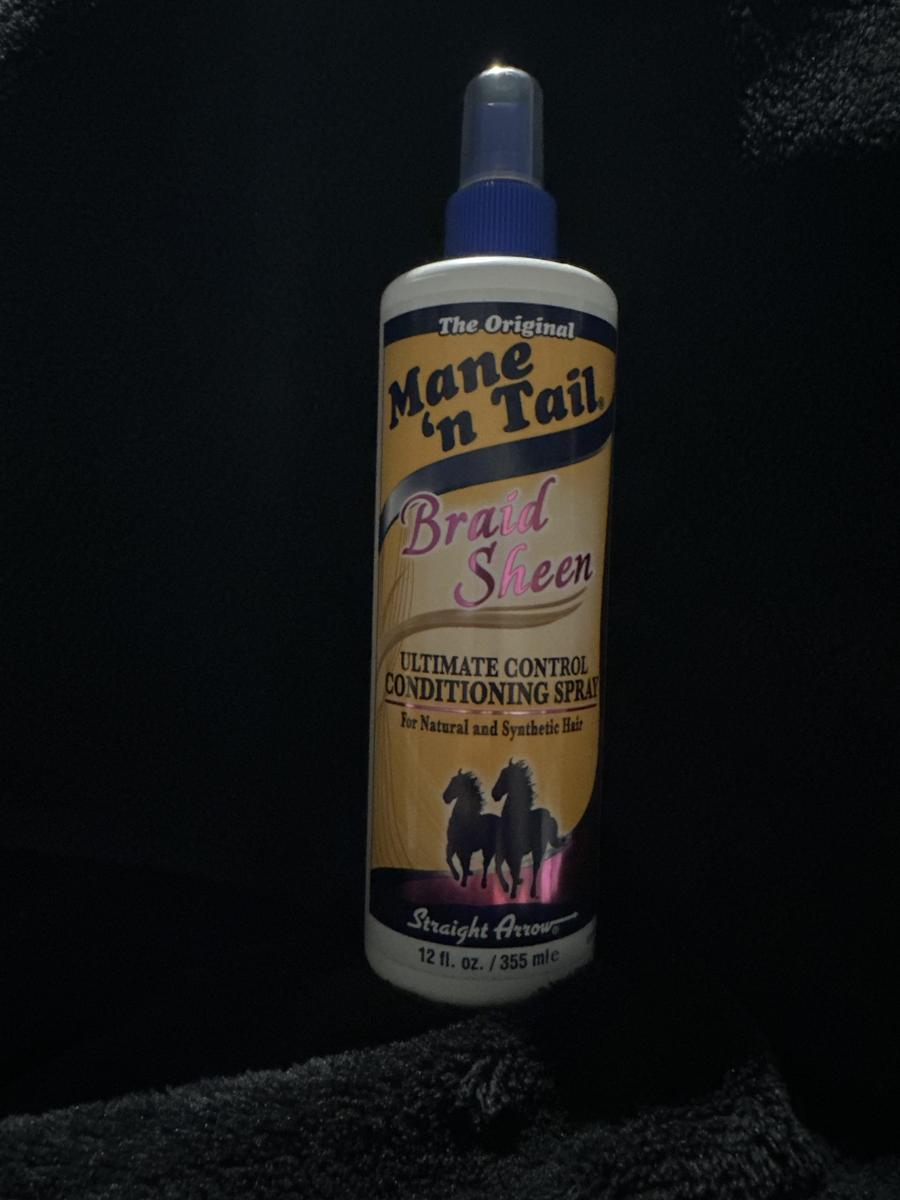 The Original
Mane
'n Tail®
Braid
Sheen
ULTIMATE CONTROL
CONDITIONING SPRAY
For Natural and Synthetic Hair
Straight Arrow®
12 fl. oz. / 355 ml℮